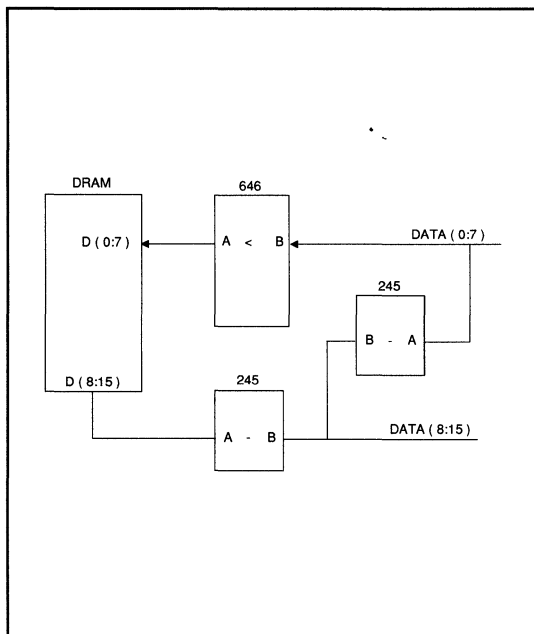 DRAM
646
D ( 0:7 )
A < B
DATA ( 0:7 )
245
B - A
D ( 8:15 )
245
A - B
DATA ( 8:15 )